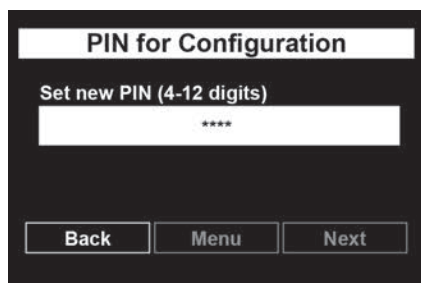 PIN for Configuration
Set new PIN (4-12 digits)
****
Back Menu Next